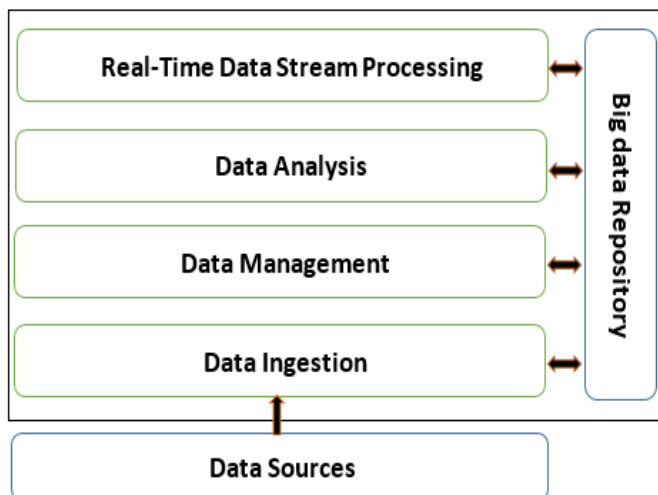 Real-Time Data Stream Processing
Data Analysis
Data Management
Data Ingestion
Data Sources
Big data Repository